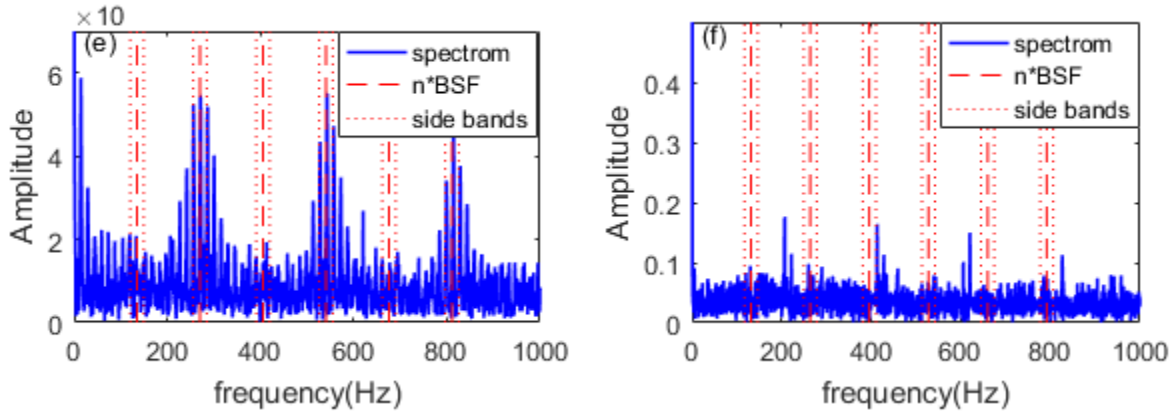 × 10
(e)
spectrom
n*BSF
side bands
6
4
2
0
Amplitude
0 200 400 600 800 1000
frequency(Hz)
(f)
spectrom
n*BSF
side bands
0.4
0.3
0.2
0.1
0
Amplitude
0 200 400 600 800 1000
frequency(Hz)